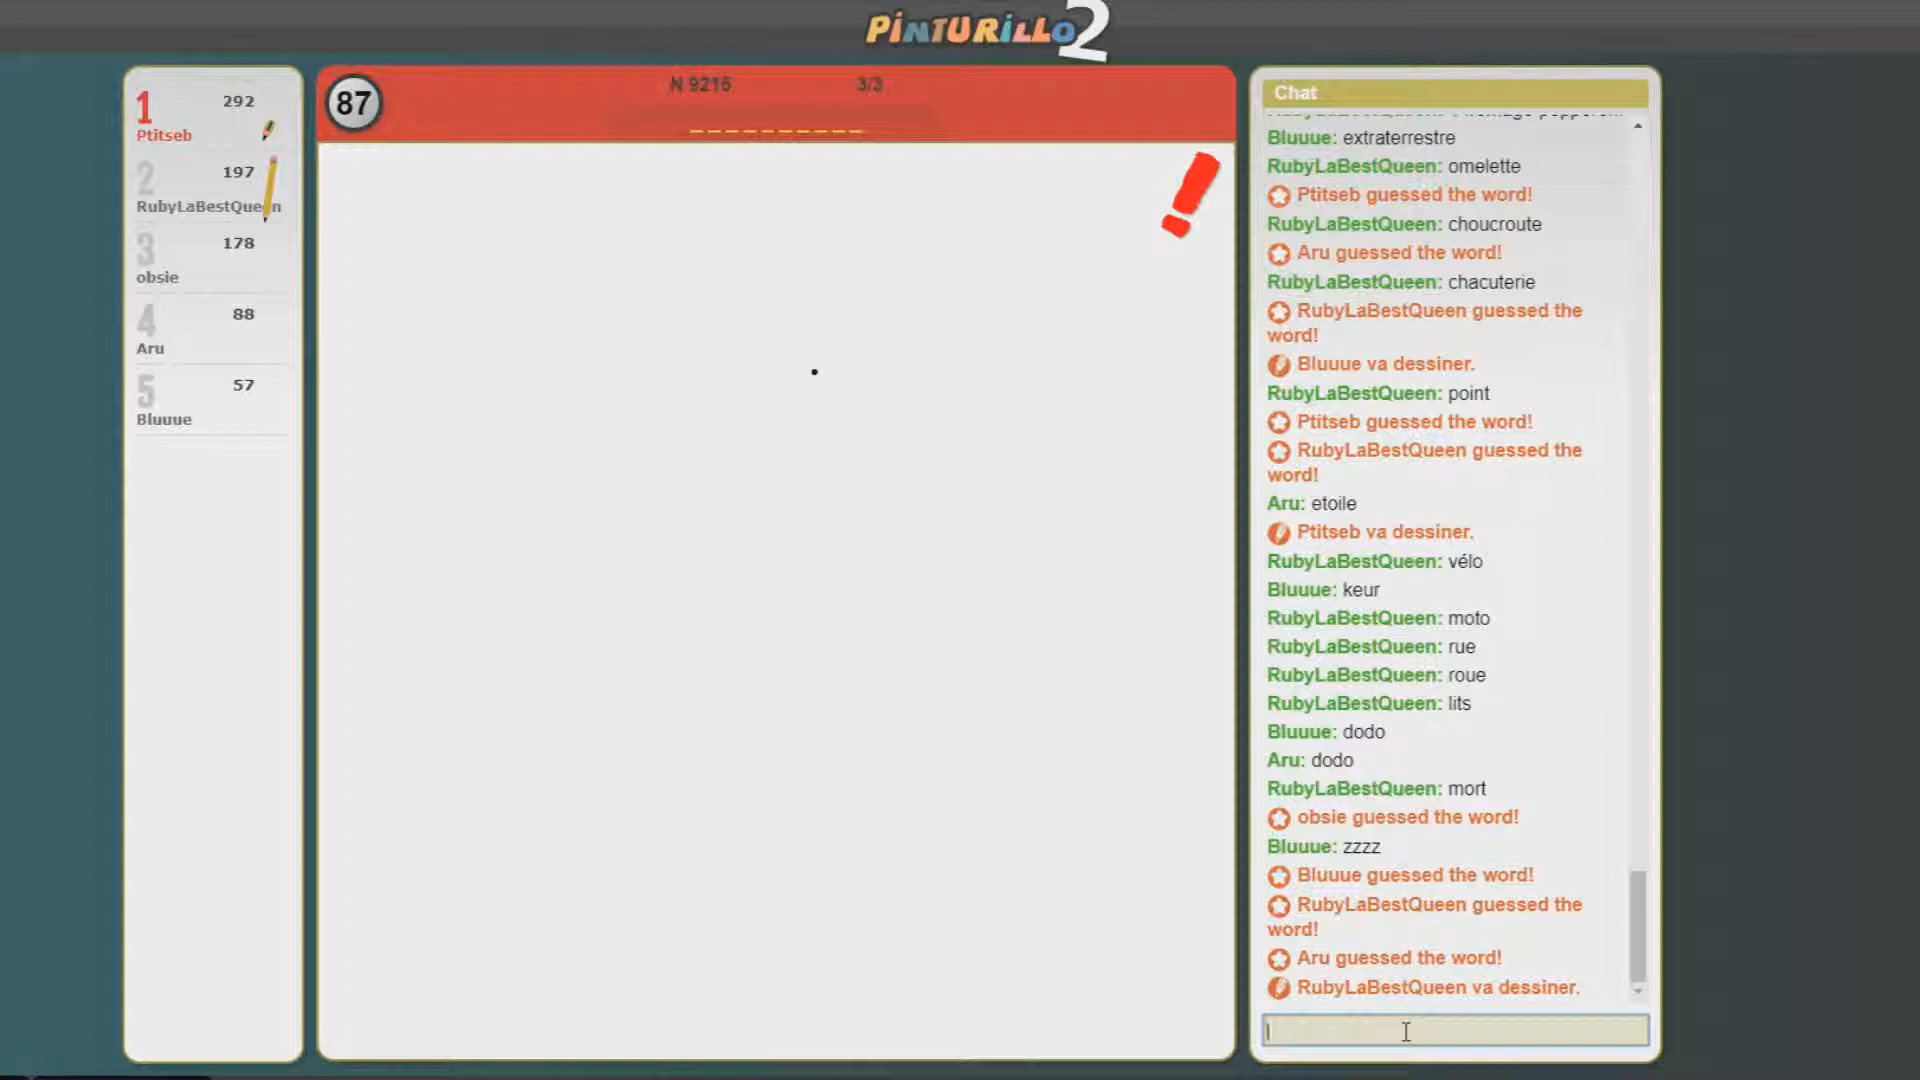 PiNTURiLLO2
1 292
Ptitseb
2 197
RubyLaBestQueen
3 178
obsie
4 88
Aru
5 57
Bluuue
87
N 9215 3/3
Chat
Bluuue: extraterrestre
RubyLaBestQueen: omelette
Ptitseb guessed the word!
RubyLaBestQueen: choucroute
Aru guessed the word!
RubyLaBestQueen: chacuterie
RubyLaBestQueen guessed the
word!
Bluuue va dessiner.
RubyLaBestQueen: point
Ptitseb guessed the word!
RubyLaBestQueen guessed the
word!
Aru: etoile
Ptitseb va dessiner.
RubyLaBestQueen: vélo
Bluuue: keur
RubyLaBestQueen: moto
RubyLaBestQueen: rue
RubyLaBestQueen: roue
RubyLaBestQueen: lits
Bluuue: dodo
Aru: dodo
RubyLaBestQueen: mort
obsie guessed the word!
Bluuue: zzzz
Bluuue guessed the word!
RubyLaBestQueen guessed the
word!
Aru guessed the word!
RubyLaBestQueen va dessiner.